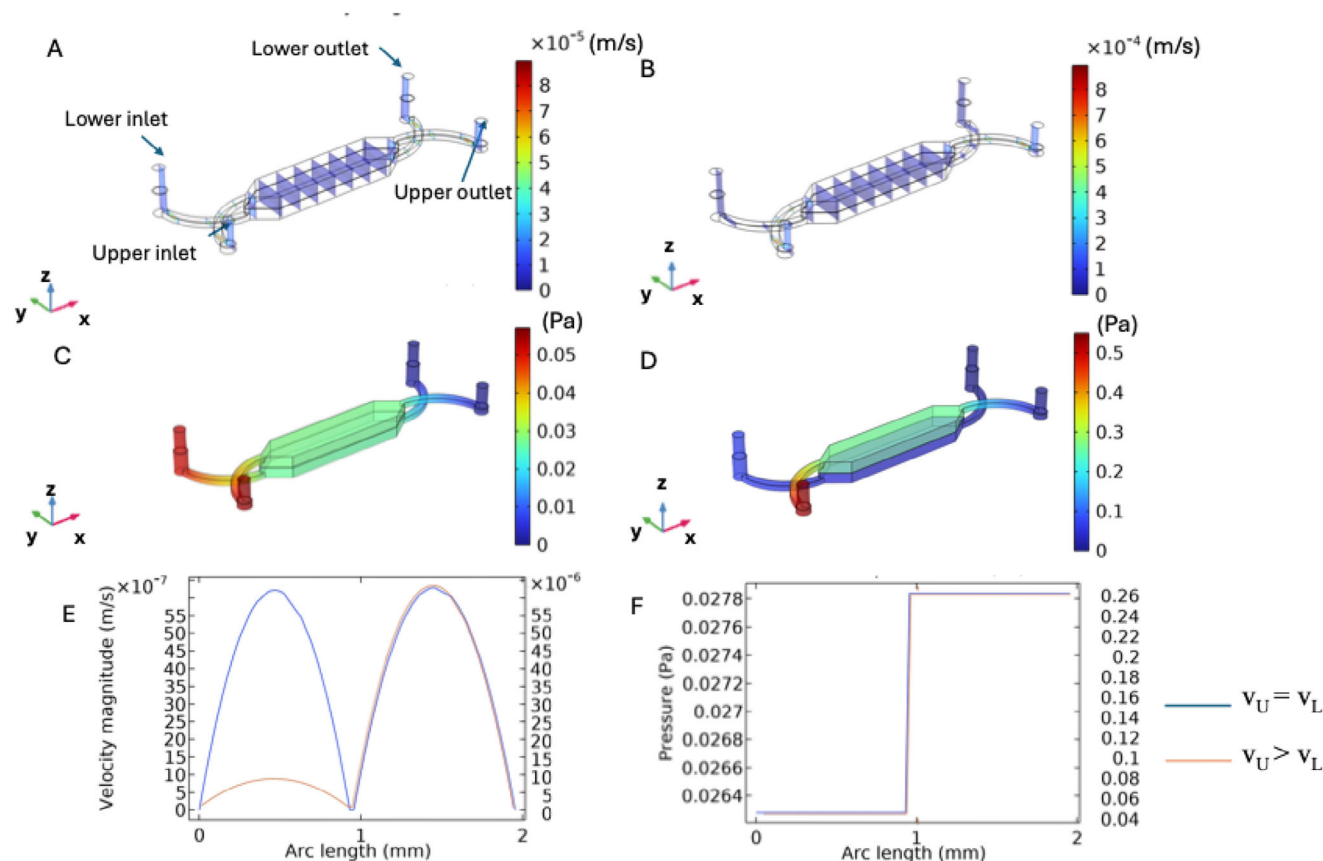 A
Lower outlet
×10⁻⁵ (m/s)
8
7
6
5
4
3
2
1
0
Lower inlet
Upper outlet
Upper inlet
z
y
x
B
×10⁻⁴ (m/s)
8
7
6
5
4
3
2
1
0
z
y
x
C
(Pa)
0.05
0.04
0.03
0.02
0.01
0
z
y
x
D
(Pa)
0.5
0.4
0.3
0.2
0.1
0
z
y
x
E
×10⁻⁷
×10⁻⁶
Velocity magnitude (m/s)
55
50
45
40
35
30
25
20
15
10
5
0
55
50
45
40
35
30
25
20
15
10
5
0
0
1
2
Arc length (mm)
F
Pressure (Pa)
0.0278
0.0276
0.0274
0.0272
0.027
0.0268
0.0266
0.0264
0.26
0.24
0.22
0.2
0.18
0.16
0.14
0.12
0.1
0.08
0.06
0.04
0
1
2
Arc length (mm)
v_U = v_L
v_U > v_L